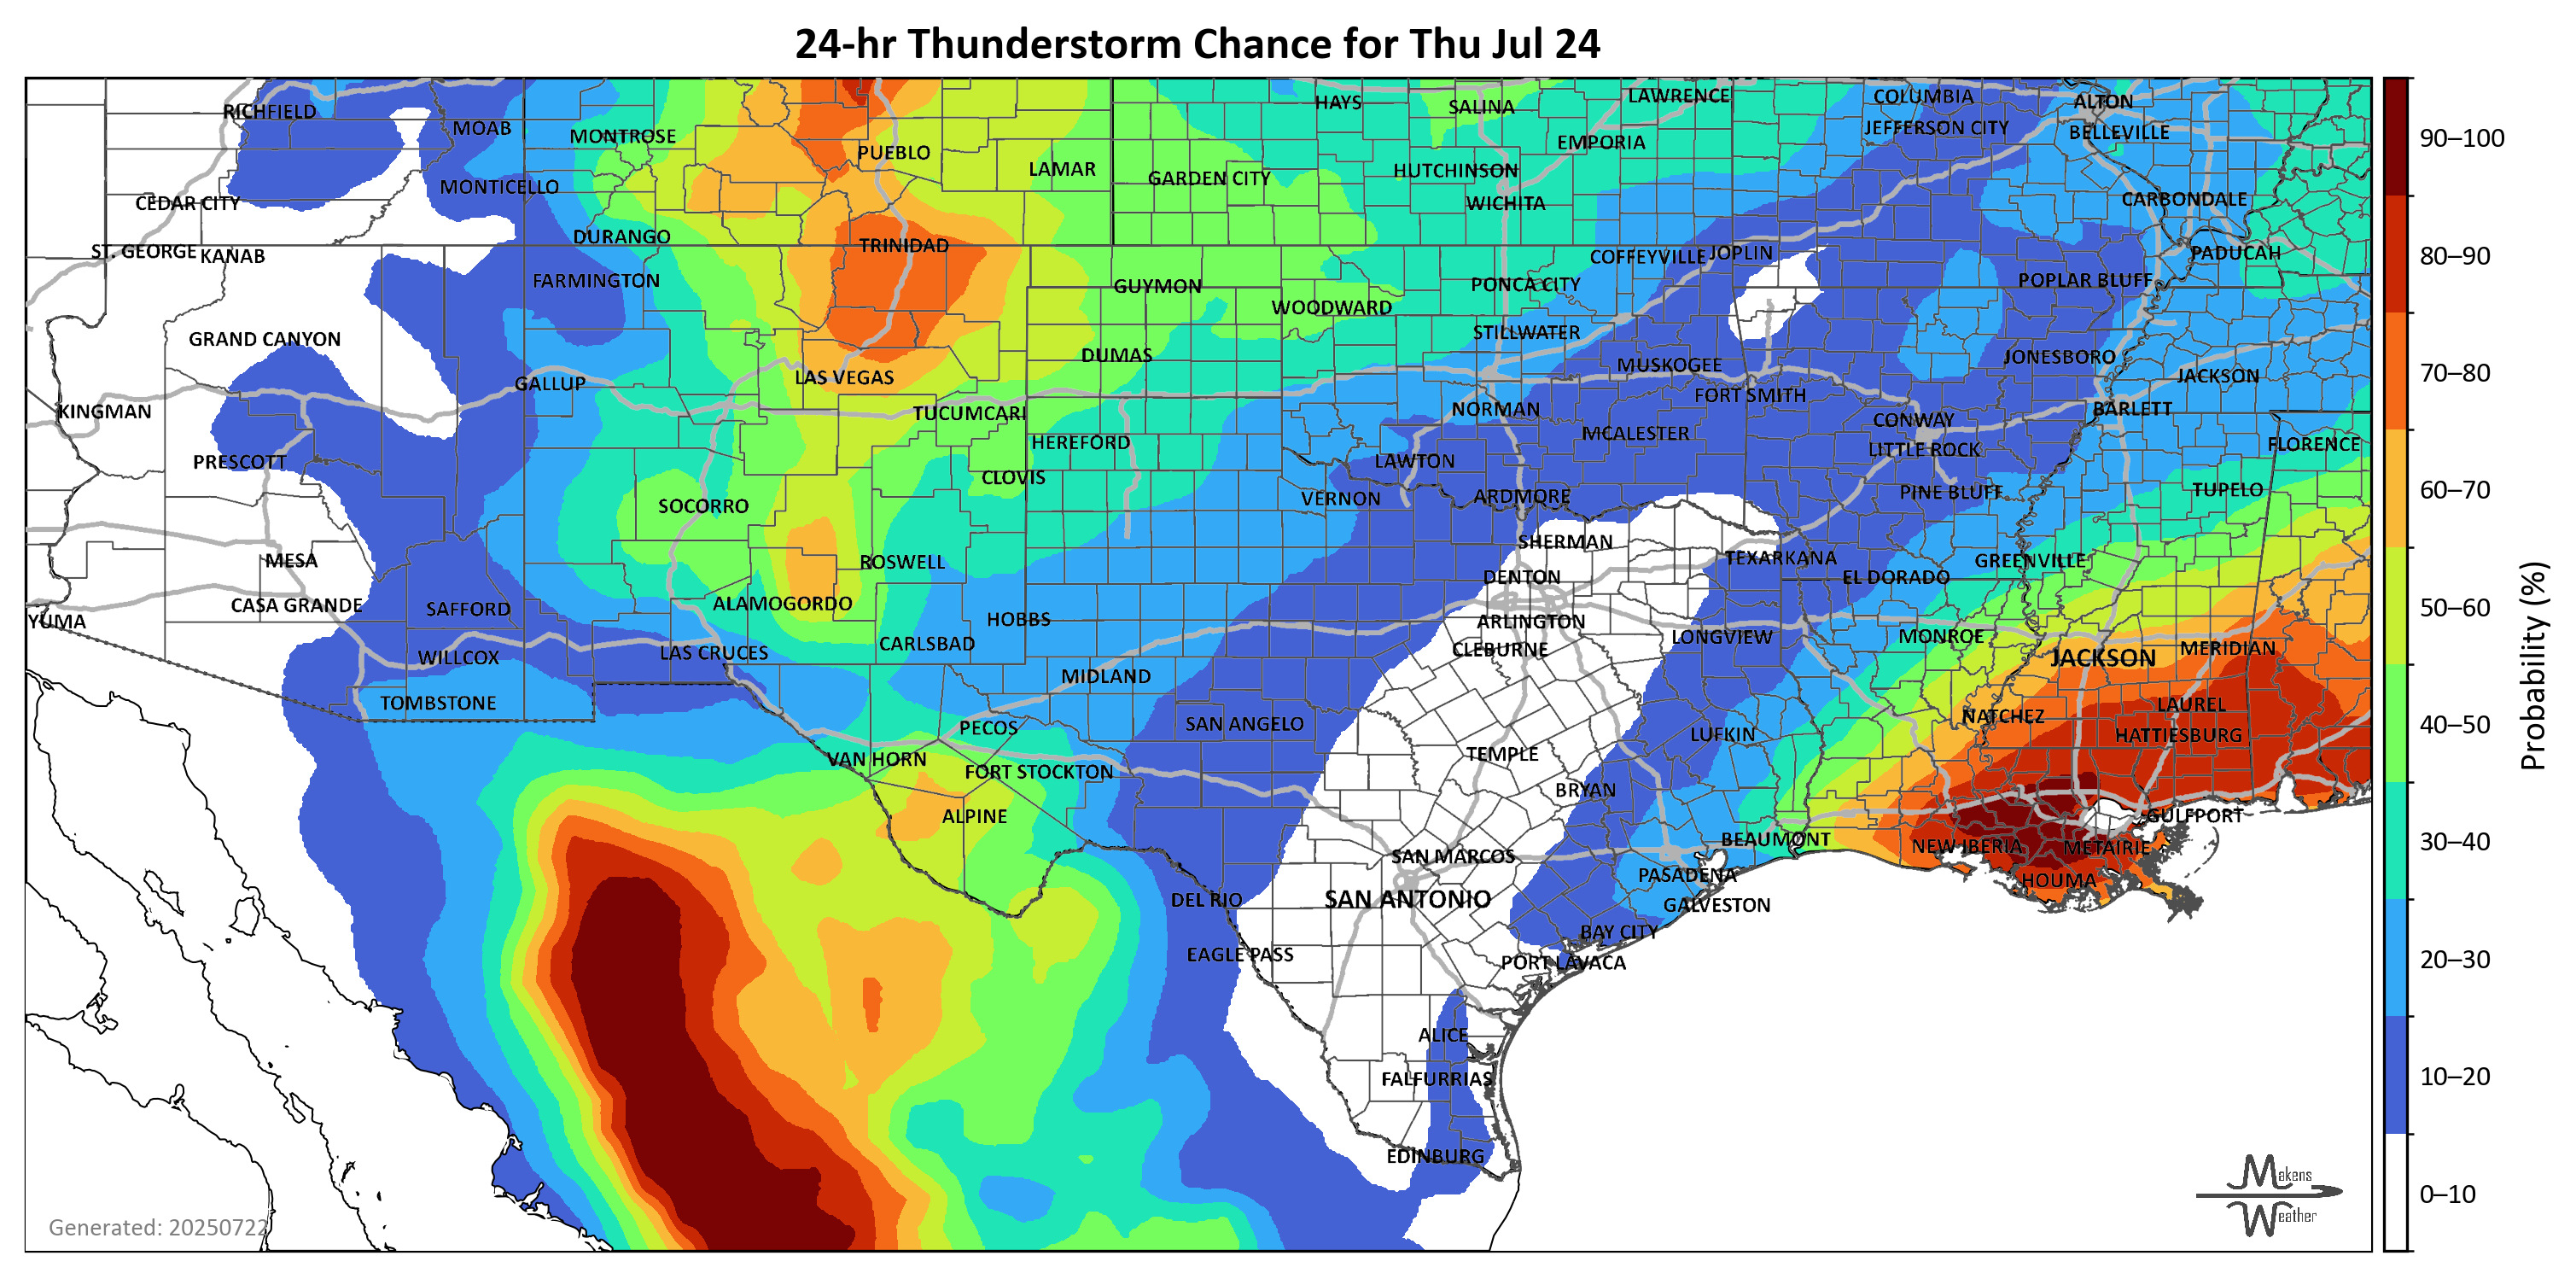 24-hr Thunderstorm Chance for Thu Jul 24
RICHFIELD
MOAB
MONTROSE
PUEBLO
LAMAR
HAYS
SALINA
LAWRENCE
COLUMBIA
ALTON
JEFFERSON CITY
BELLEVILLE
EMPORIA
HUTCHINSON
GARDEN CITY
MONTICELLO
CEDAR CITY
WICHITA
CARBONDALE
DURANGO
TRINIDAD
ST. GEORGE
KANAB
COFFEYVILLE
JOPLIN
PADUCAH
FARMINGTON
GUYMON
PONCA CITY
POPLAR BLUFF
WOODWARD
GRAND CANYON
STILLWATER
DUMAS
MUSKOGEE
JONESBORO
LAS VEGAS
GALLUP
JACKSON
FORT SMITH
KINGMAN
TUCUMCARI
NORMAN
BARLETT
CONWAY
HEREFORD
MCALESTER
LITTLE ROCK
FLORENCE
PRESCOTT
LAWTON
CLOVIS
VERNON
ARDMORE
PINE BLUFF
TUPELO
SOCORRO
SHERMAN
MESA
ROSWELL
TEXARKANA
GREENVILLE
DENTON
EL DORADO
CASA GRANDE
SAFFORD
ALAMOGORDO
YUMA
HOBBS
ARLINGTON
LONGVIEW
MONROE
CARLSBAD
CLEBURNE
MERIDIAN
JACKSON
WILLCOX
LAS CRUCES
MIDLAND
TOMBSTONE
LAUREL
NATCHEZ
PECOS
SAN ANGELO
LUFKIN
HATTIESBURG
VAN HORN
TEMPLE
FORT STOCKTON
BRYAN
ALPINE
GULFPORT
BEAUMONT
NEW IBERIA
METAIRIE
SAN MARCOS
PASADENA
HOUMA
DEL RIO
SAN ANTONIO
GALVESTON
BAY CITY
EAGLE PASS
PORT LAVACA
ALICE
FALFURRIAS
EDINBURG
Generated: 20250722
Makens
Weather
90–100
80–90
70–80
60–70
50–60
40–50
30–40
20–30
10–20
0–10
Probability (%)